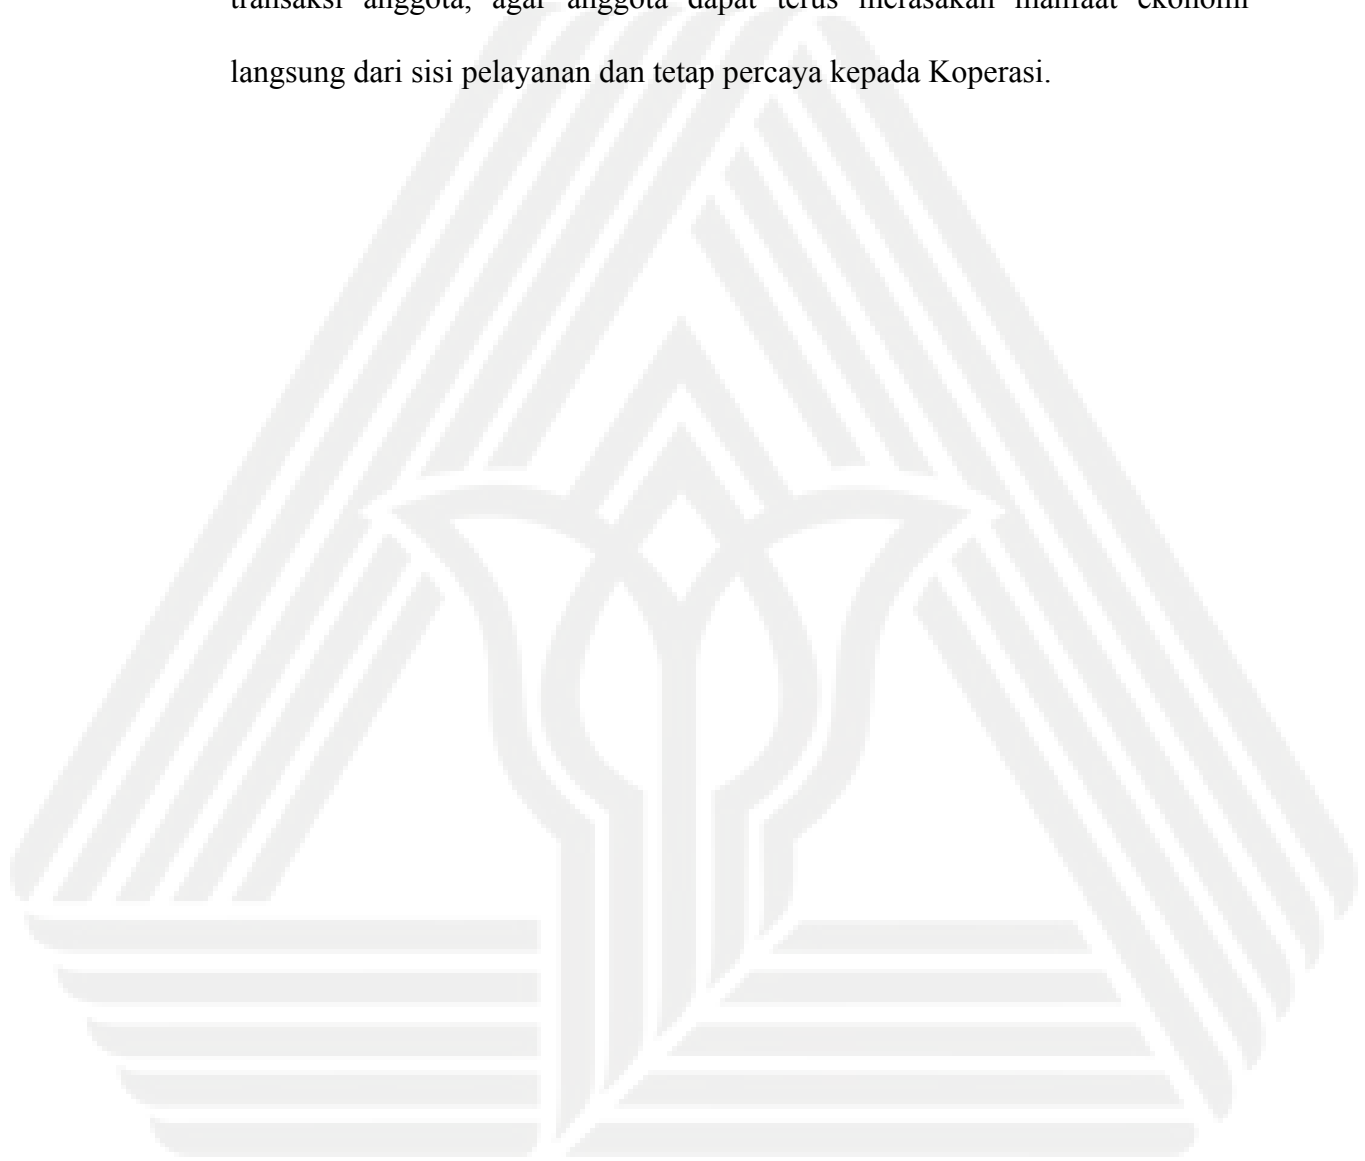 transaksi anggota, agar anggota dapat terus merasakan manfaat ekonomi
langsung dari sisi pelayanan dan tetap percaya kepada Koperasi.